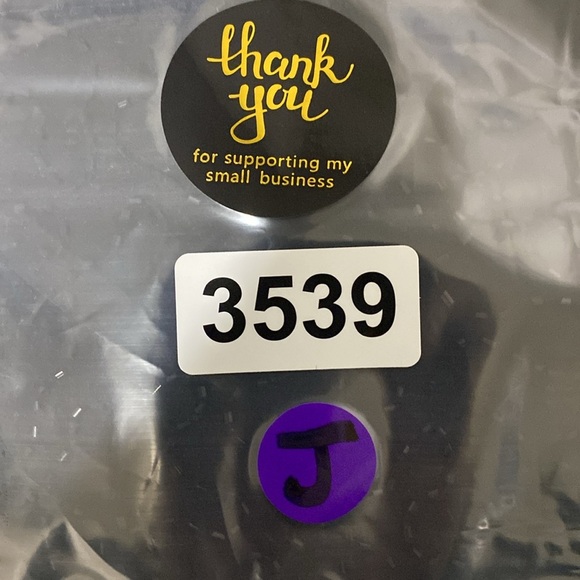 thank
you
for supporting my
small business
3539
J